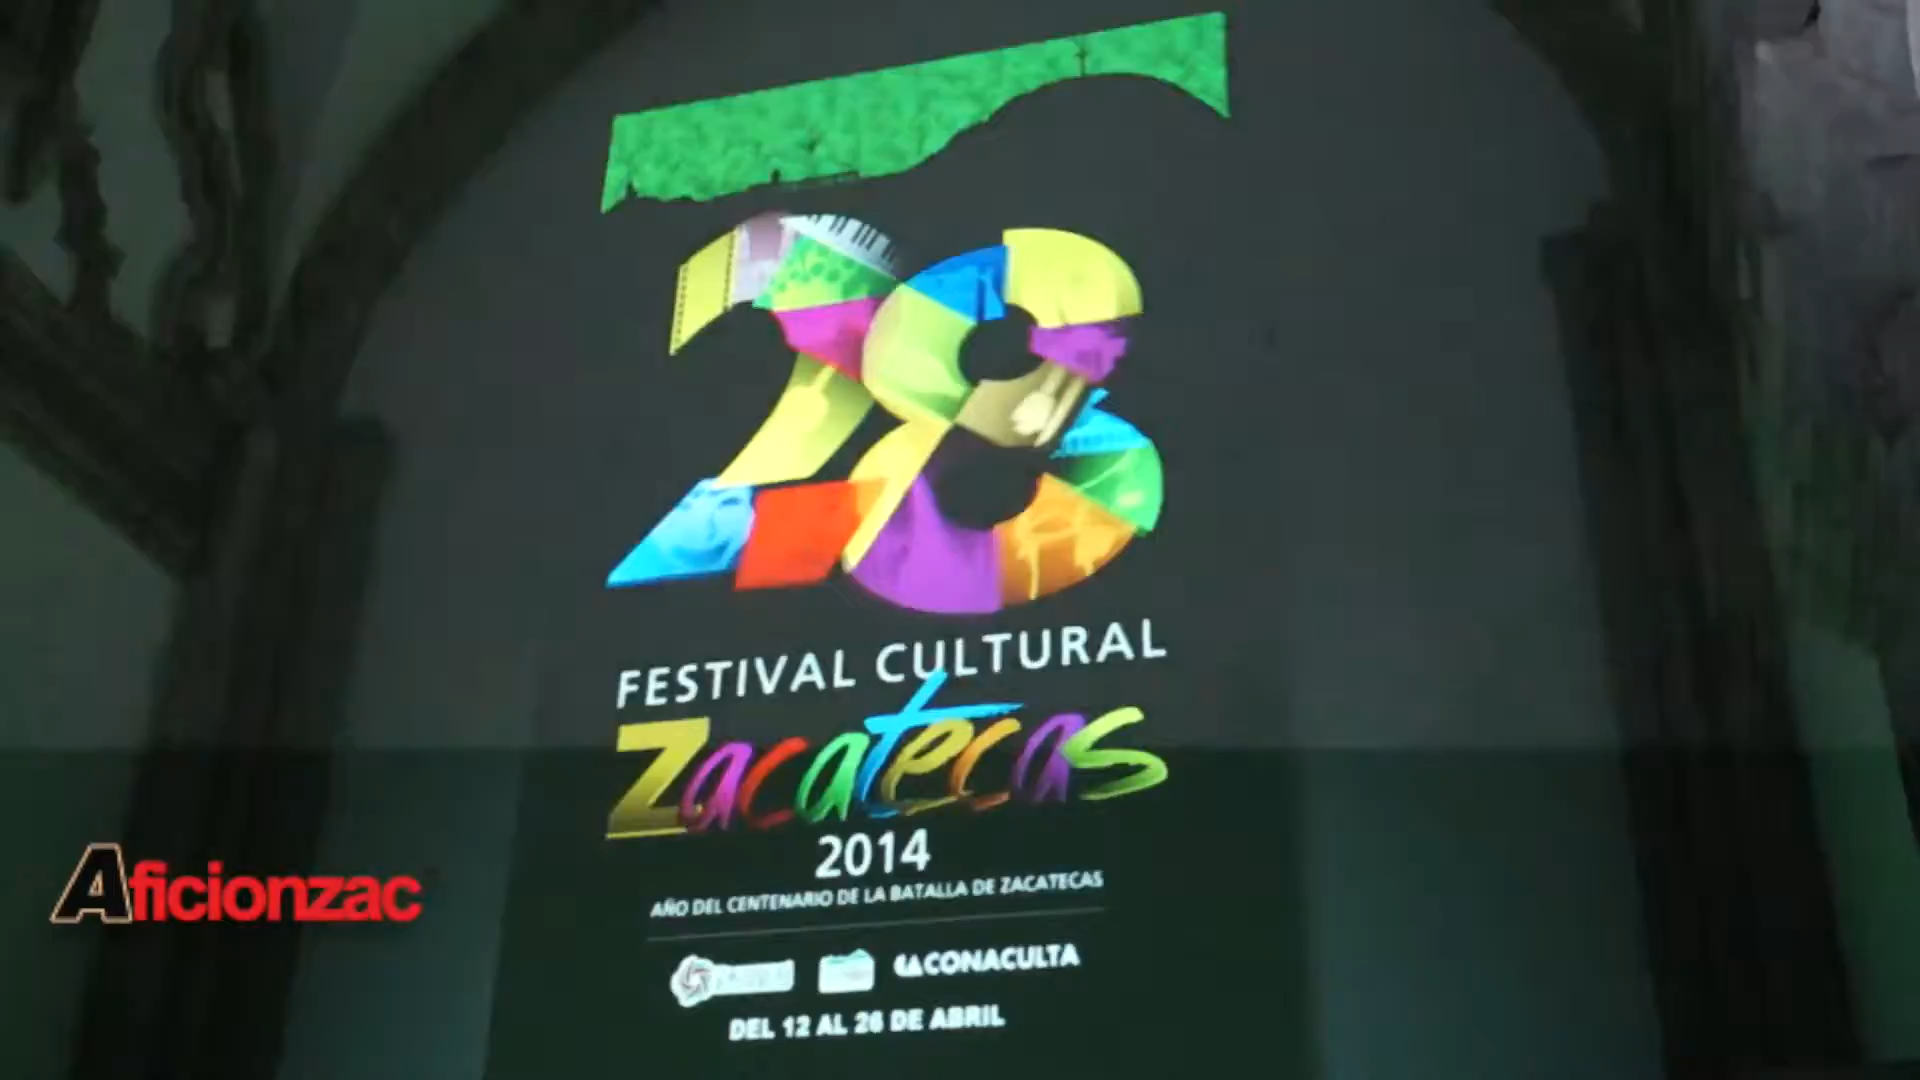 28
FESTIVAL CULTURAL
Zacatecas
2014
AÑO DEL CENTENARIO DE LA BATALLA DE ZACATECAS
CONACULTA
DEL 12 AL 26 DE ABRIL
Aficionzac